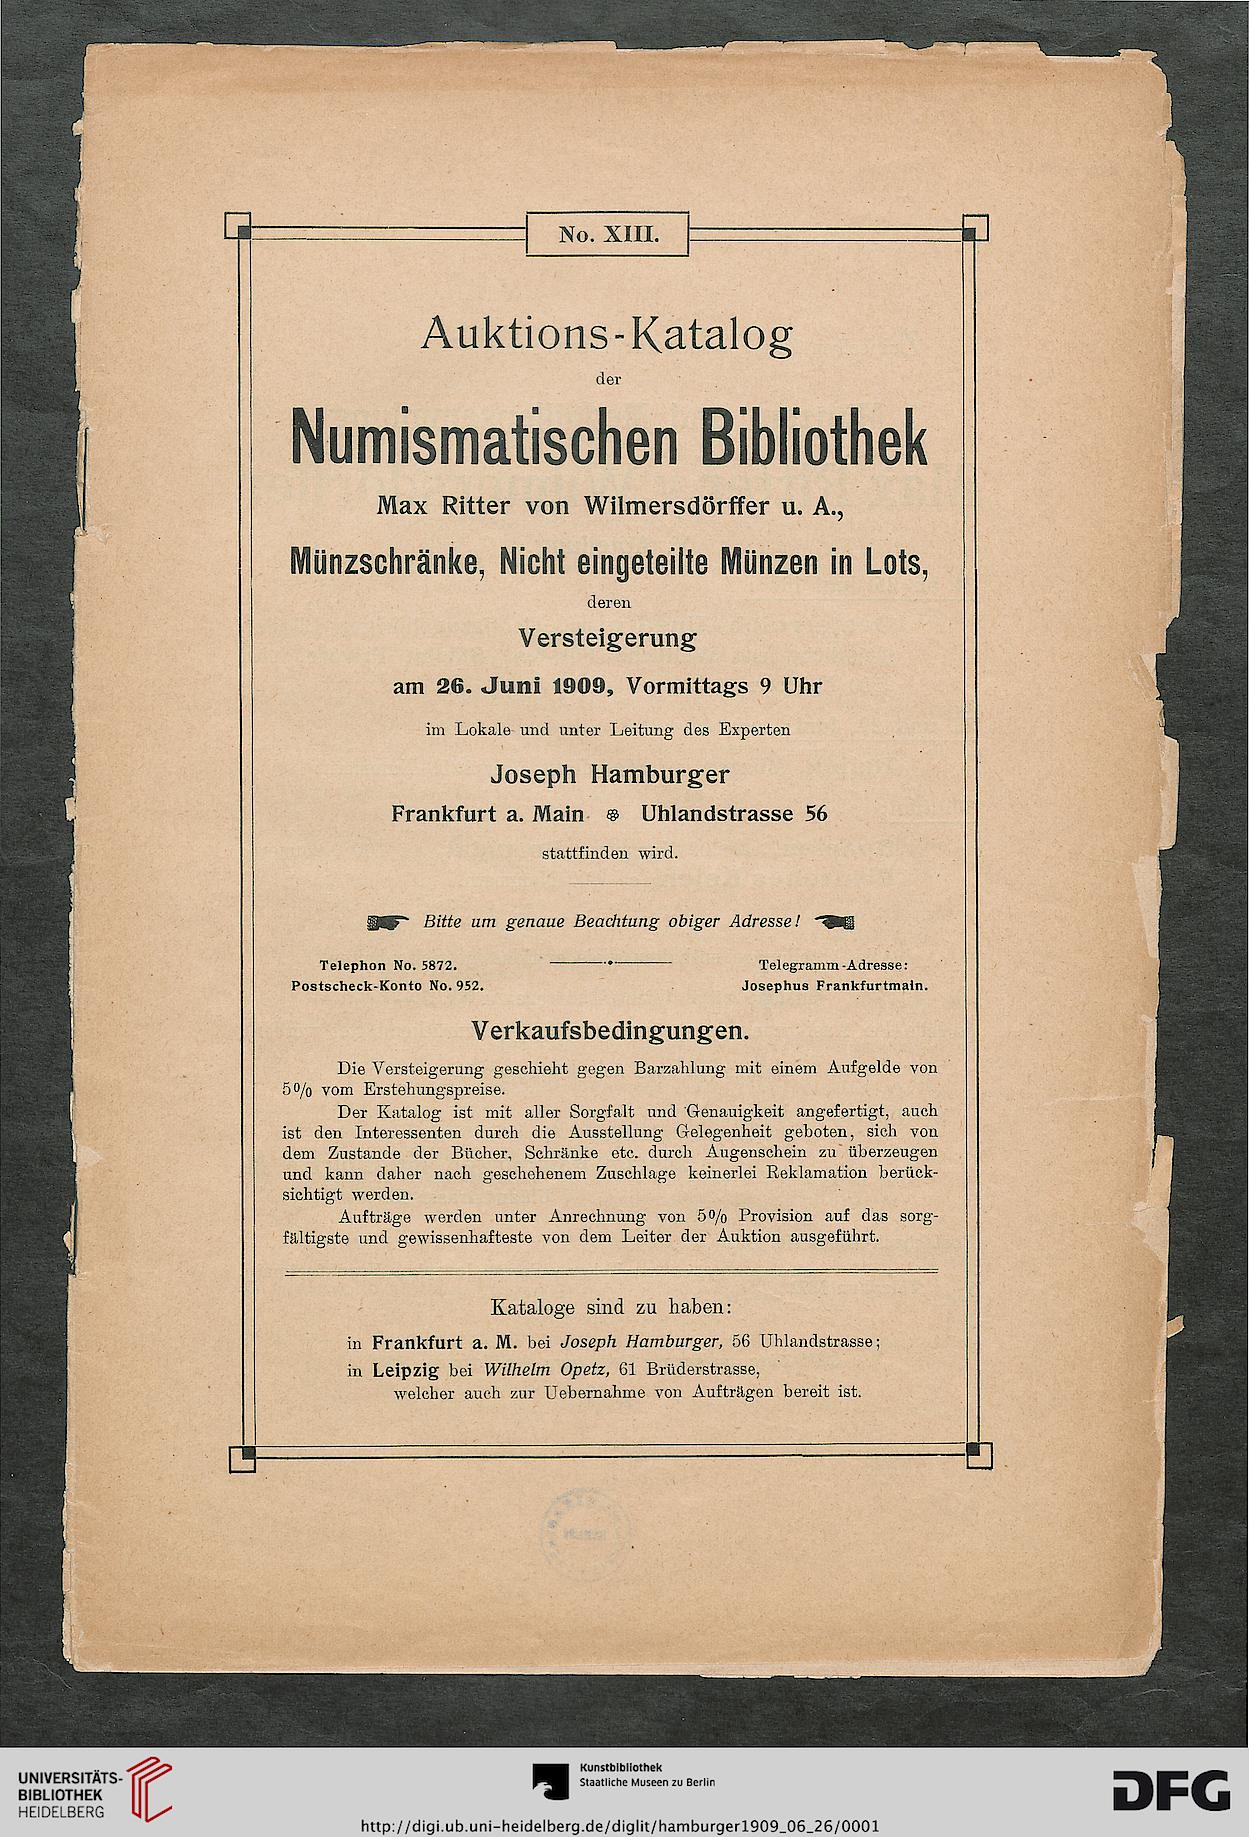 No. XIII.
Auktions-Katalog
der
Numismatischen Bibliothek
Max Ritter von Wilmersdörffer u. A.,
Münzschränke, Nicht eingeteilte Münzen in Lots,
deren
Versteigerung
am 26. Juni 1909, Vormittags 9 Uhr
im Lokale und unter Leitung des Experten
Joseph Hamburger
Frankfurt a. Main Uhlandstrasse 56
stattfinden wird.
Bitte um genaue Beachtung obiger Adresse!
Telephon No. 5872.
Postscheck-Konto No. 952.
Telegramm-Adresse:
Josephus Frankfurtmain.
Verkaufsbedingungen.
Die Versteigerung geschieht gegen Barzahlung mit einem Aufgelde von
5% vom Erstehungspreise.
Der Katalog ist mit aller Sorgfalt und Genauigkeit angefertigt, auch
ist den Interessenten durch die Ausstellung Gelegenheit geboten, sich von
dem Zustande der Bücher, Schränke etc. durch Augenschein zu überzeugen
und kann daher nach geschehenem Zuschlage keinerlei Reklamation berück-
sichtigt werden.
Aufträge werden unter Anrechnung von 5% Provision auf das sorg-
fältigste und gewissenhafteste von dem Leiter der Auktion ausgeführt.
Kataloge sind zu haben:
in Frankfurt a. M. bei Joseph Hamburger, 56 Uhlandstrasse;
in Leipzig bei Wilhelm Opetz, 61 Brüderstrasse,
welcher auch zur Uebernahme von Aufträgen bereit ist.
UNIVERSITÄTS-
BIBLIOTHEK
HEIDELBERG
Kunstbibliothek
Staatliche Museen zu Berlin
DFG
http://digi.ub.uni-heidelberg.de/diglit/hamburger1909_06_26/0001